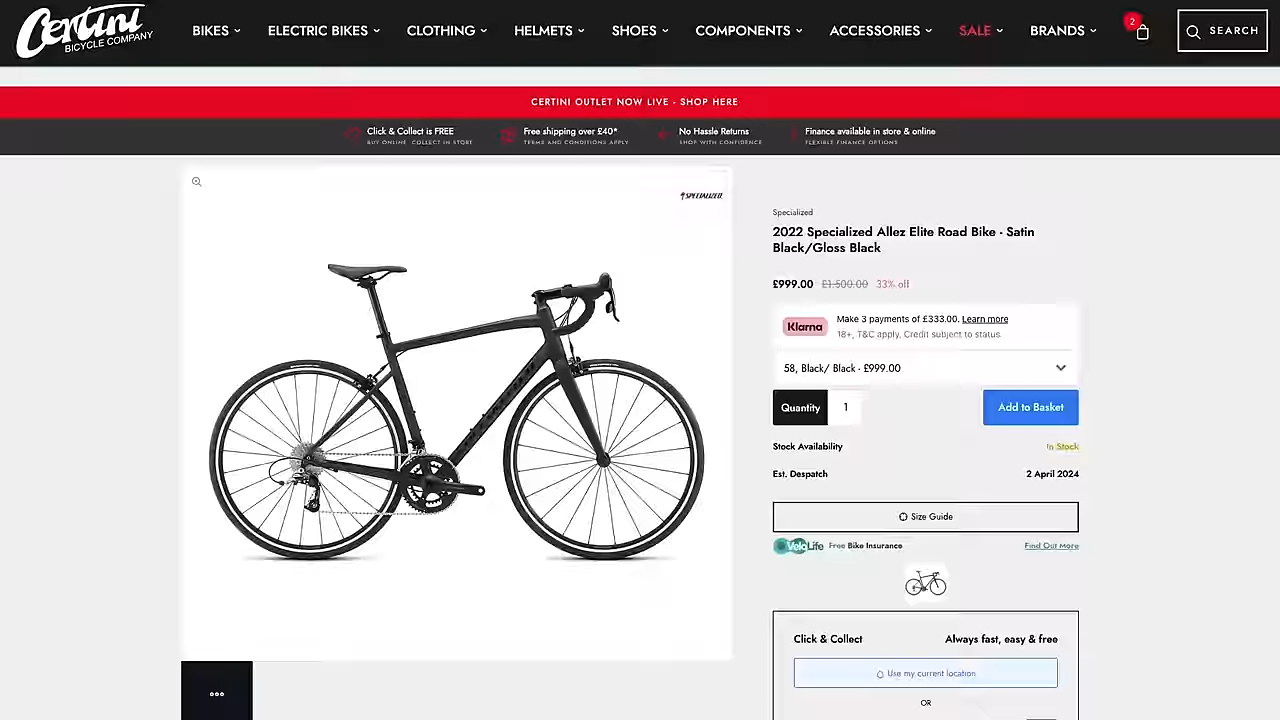 Certini
BICYCLE COMPANY
BIKES
ELECTRIC BIKES
CLOTHING
HELMETS
SHOES
COMPONENTS
ACCESSORIES
SALE
BRANDS
2
SEARCH
CERTINI OUTLET NOW LIVE - SHOP HERE
Click & Collect is FREE
BUY ONLINE, COLLECT IN STORE
Free shipping over £40*
TERMS AND CONDITIONS APPLY
No Hassle Returns
SHOP WITH CONFIDENCE
Finance available in store & online
FLEXIBLE FINANCE OPTIONS
SPECIALIZED
Specialized
2022 Specialized Allez Elite Road Bike - Satin
Black/Gloss Black
£999.00 £1,500.00 33% off
Klarna
Make 3 payments of £333.00. Learn more
18+, T&C apply. Credit subject to status.
58, Black/ Black - £999.00
Quantity
1
Add to Basket
Stock Availability
In Stock
Est. Despatch
2 April 2024
Size Guide
VeloLife
Free Bike Insurance
Find Out More
Click & Collect
Always fast, easy & free
Use my current location
OR